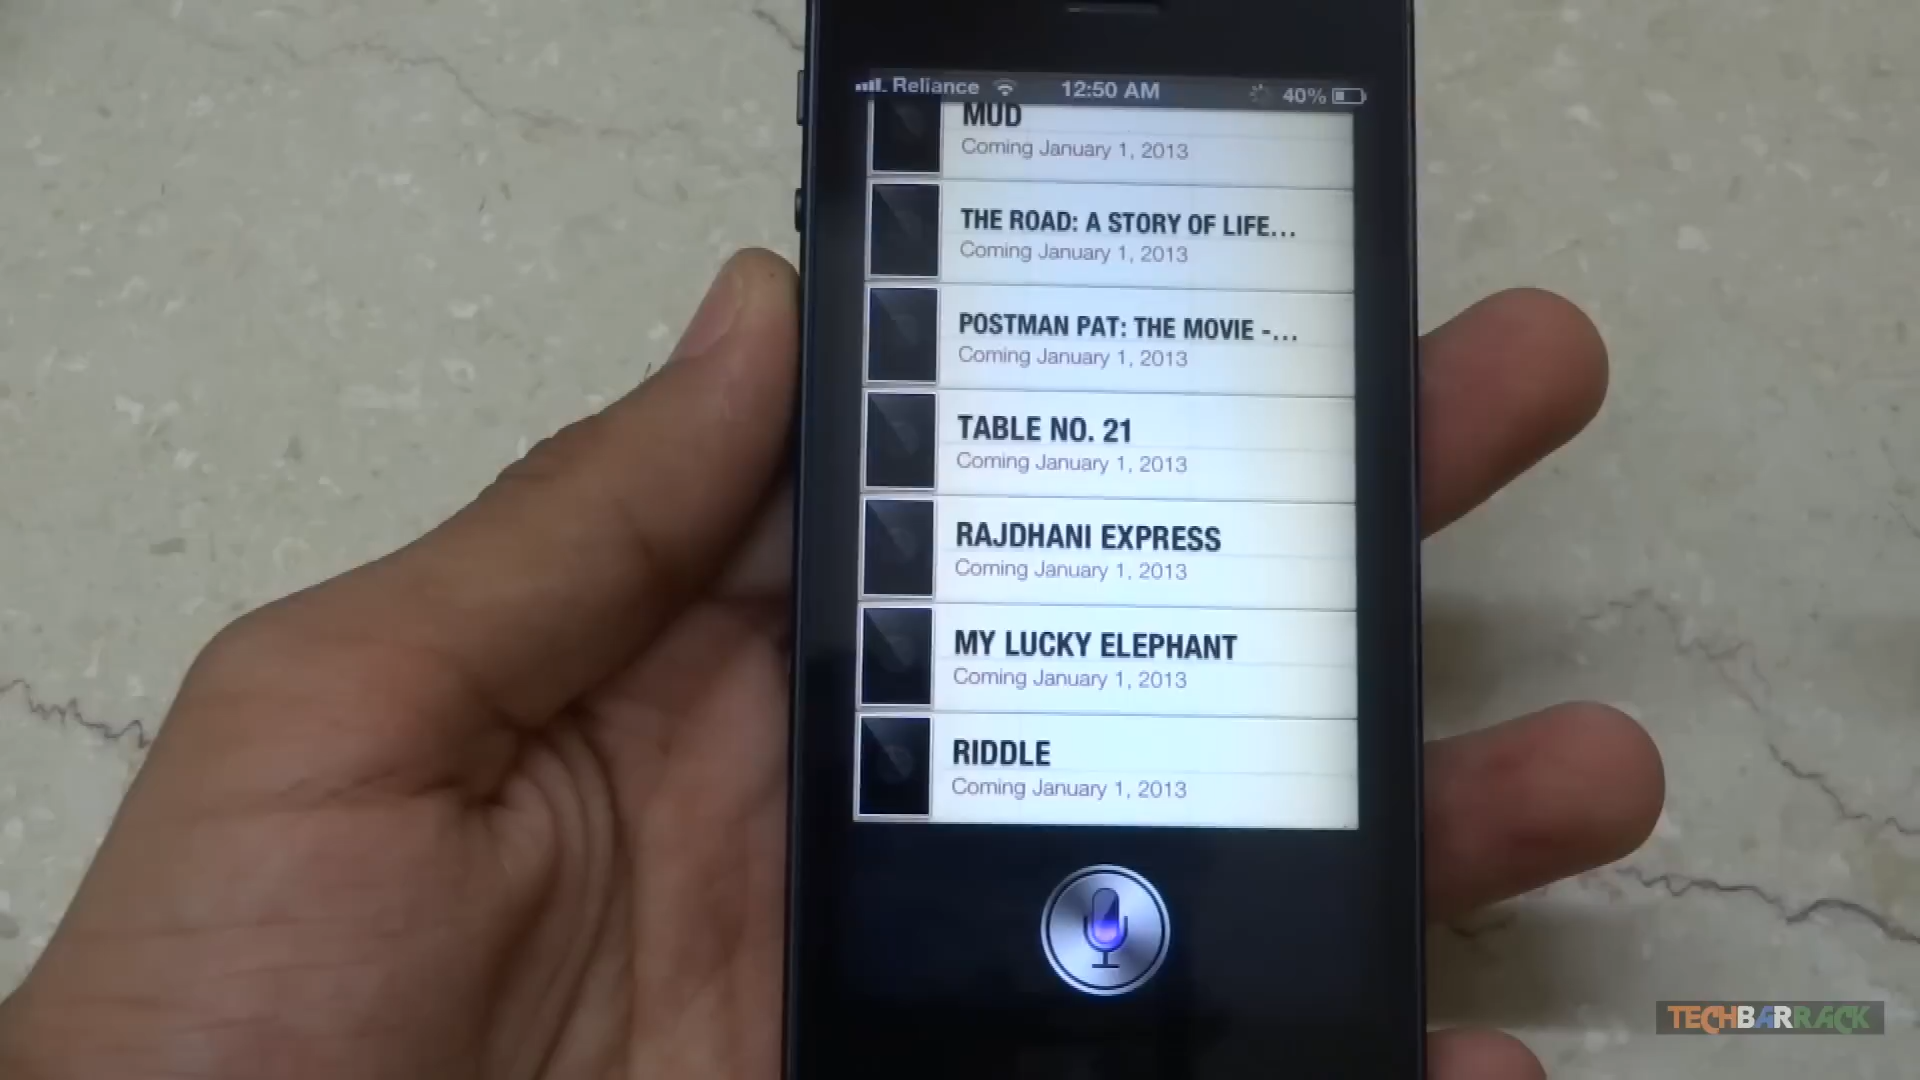 Reliance 12:50 AM 40%
MUD
Coming January 1, 2013
THE ROAD: A STORY OF LIFE...
Coming January 1, 2013
POSTMAN PAT: THE MOVIE -...
Coming January 1, 2013
TABLE NO. 21
Coming January 1, 2013
RAJDHANI EXPRESS
Coming January 1, 2013
MY LUCKY ELEPHANT
Coming January 1, 2013
RIDDLE
Coming January 1, 2013
TECHBARRACK